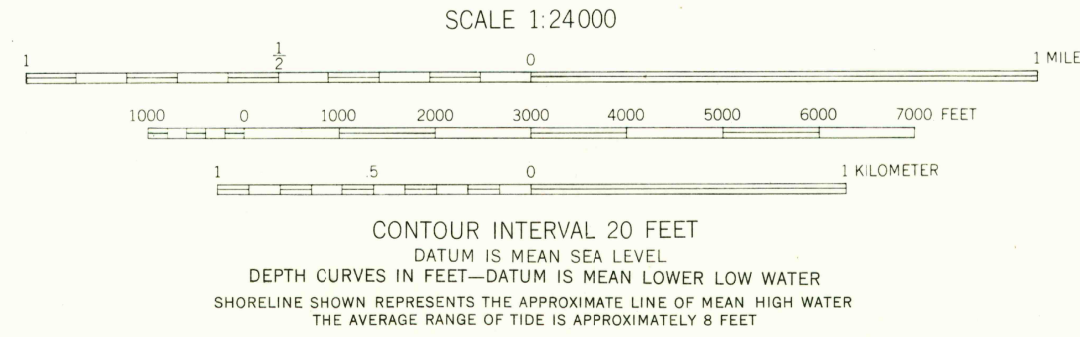 SCALE 1:24000
1 ½ 0 1 MILE
1000 0 1000 2000 3000 4000 5000 6000 7000 FEET
1 .5 0 1 KILOMETER
CONTOUR INTERVAL 20 FEET
DATUM IS MEAN SEA LEVEL
DEPTH CURVES IN FEET—DATUM IS MEAN LOWER LOW WATER
SHORELINE SHOWN REPRESENTS THE APPROXIMATE LINE OF MEAN HIGH WATER
THE AVERAGE RANGE OF TIDE IS APPROXIMATELY 8 FEET